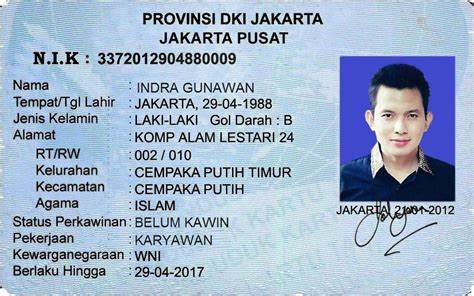 PROVINSI DKI JAKARTA
JAKARTA PUSAT
N.I.K : 3372012904880009
Nama : INDRA GUNAWAN
Tempat/Tgl Lahir : JAKARTA, 29-04-1988
Jenis Kelamin : LAKI-LAKI Gol Darah : B
Alamat : KOMP ALAM LESTARI 24
RT/RW : 002 / 010
Kelurahan : CEMPAKA PUTIH TIMUR
Kecamatan : CEMPAKA PUTIH
Agama : ISLAM
Status Perkawinan : BELUM KAWIN
Pekerjaan : KARYAWAN
Kewarganegaraan : WNI
Berlaku Hingga : 29-04-2017
JAKARTA, 21-01-2012